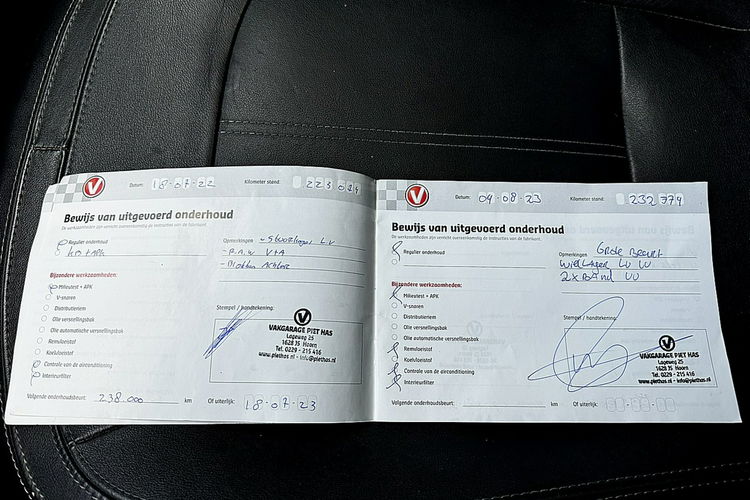 V
Datum: 18-07-22 Kilometer stand: 223 014
Bewijs van uitgevoerd onderhoud
De werkzaamheden zijn verricht overeenkomstig de instructies van de fabrikant.
Regulier onderhoud
Opmerkingen
V+A
Bijzondere werkzaamheden:
Milieutest + APK
V-snaren
Distributieriem
Olie versnellingsbak
Olie automatische versnellingsbak
Remvloeistof
Koelvloeistof
Controle van de airconditioning
Interieurfilter
Stempel / handtekening:
V
VAKGARAGE PIET HAS
Lageweg 25
1628 JS Hoorn
Tel. 0229 - 215 416
www.piethas.nl - info@piethas.nl
Volgende onderhoudsbeurt: 238.000 km Of uiterlijk: 18-07-23
V
Datum: 09-08-23 Kilometer stand: 232 779
Bewijs van uitgevoerd onderhoud
De werkzaamheden zijn verricht overeenkomstig de instructies van de fabrikant.
Regulier onderhoud
Opmerkingen Grote Beurt
Wiellager LV
2x Band
Bijzondere werkzaamheden:
Milieutest + APK
V-snaren
Distributieriem
Olie versnellingsbak
Olie automatische versnellingsbak
Remvloeistof
Koelvloeistof
Controle van de airconditioning
Interieurfilter
Stempel / handtekening:
V
VAKGARAGE PIET HAS
Lageweg 25
1628 JS Hoorn
Tel. 0229 - 215 416
www.piethas.nl - info@piethas.nl
Volgende onderhoudsbeurt: km Of uiterlijk: